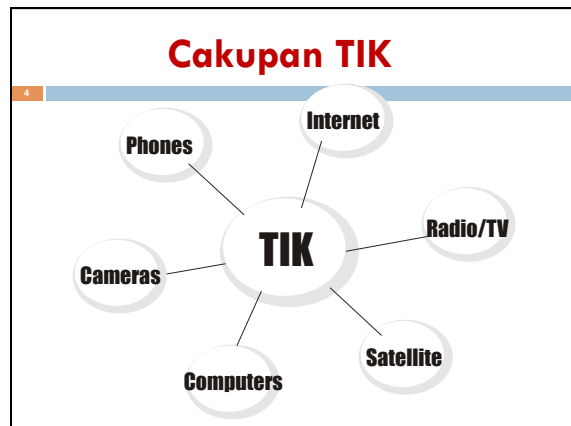 Cakupan TIK
4
Internet
Phones
Radio/TV
TIK
Cameras
Satellite
Computers